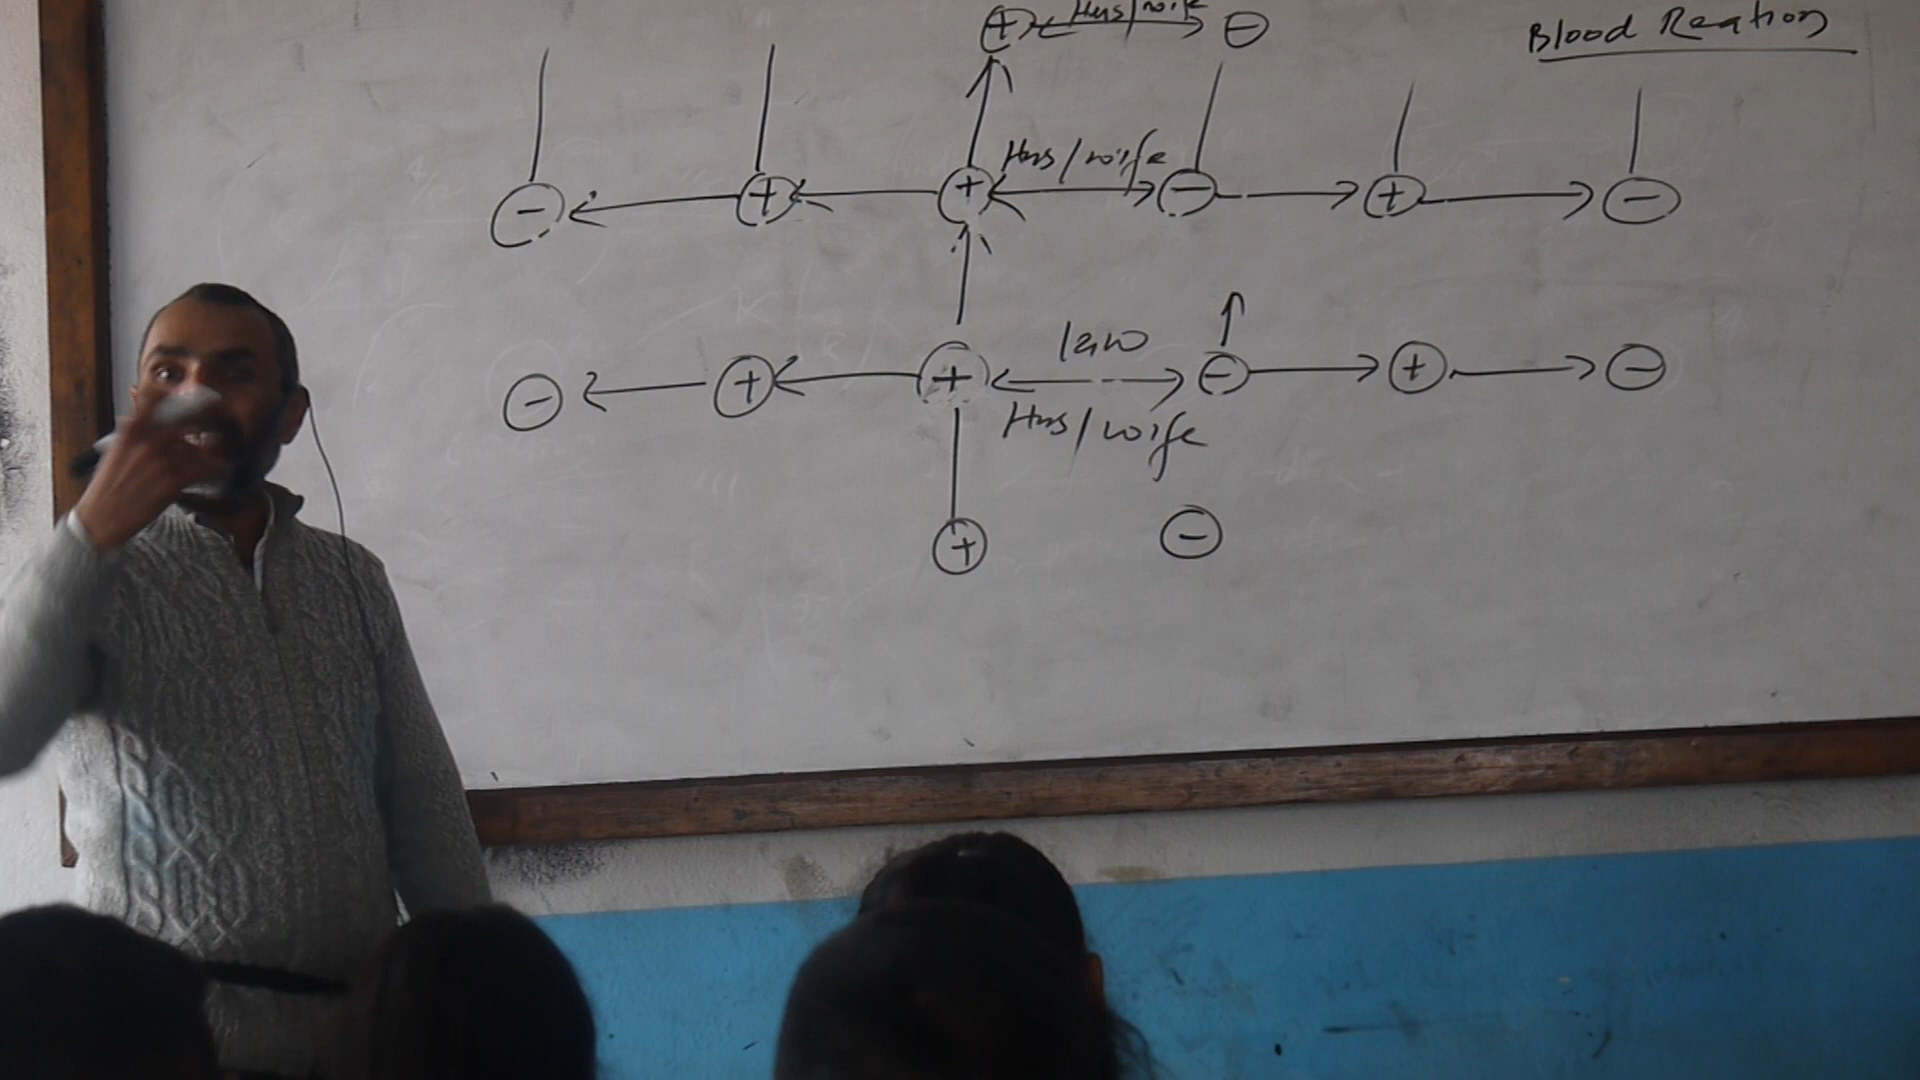 (+) Hus/wife (-)
Blood Reation
(-) (+) (+) Hus/wife (-) (+) (-)
law
(-) (+) (+) (-) (+) (-)
Hus/wife
(+) (-)